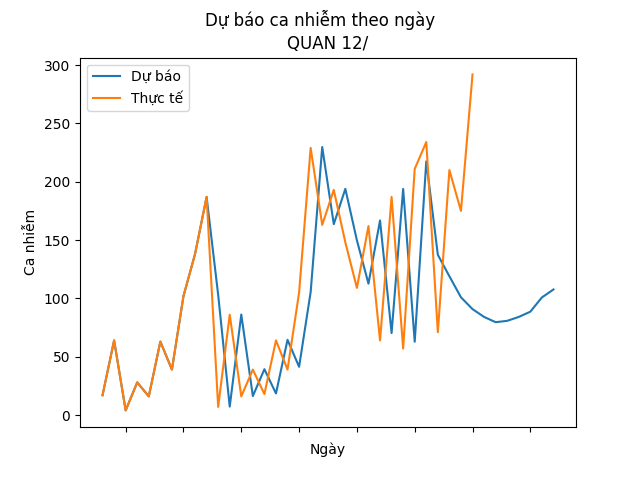 Dự báo ca nhiễm theo ngày
QUAN 12/
Dự báo
Thực tế
300
250
200
150
100
50
0
Ca nhiễm
Ngày